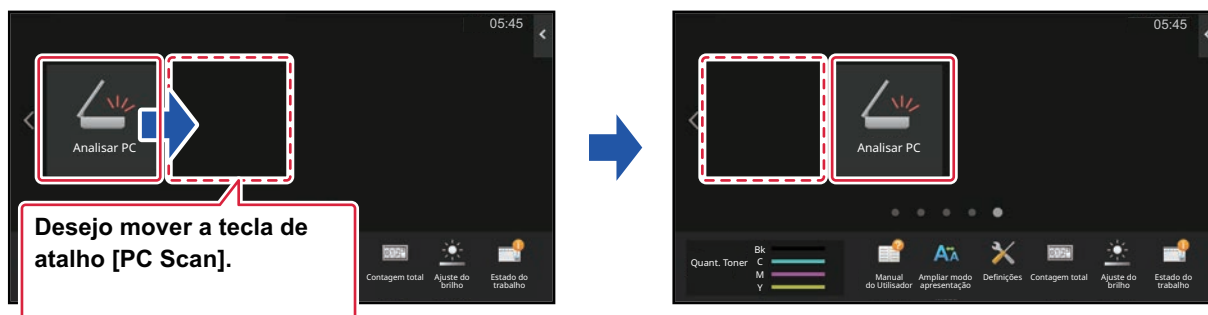 05:45
Analisar PC
Desejo mover a tecla de
atalho [PC Scan].
Contagem total
Ajuste do
brilho
Estado do
trabalho
05:45
Analisar PC
Quant. Toner
Bk
C
M
Y
Manual
do Utilisador
Ampliar modo
apresentação
Definições
Contagem total
Ajuste do
brilho
Estado do
trabalho